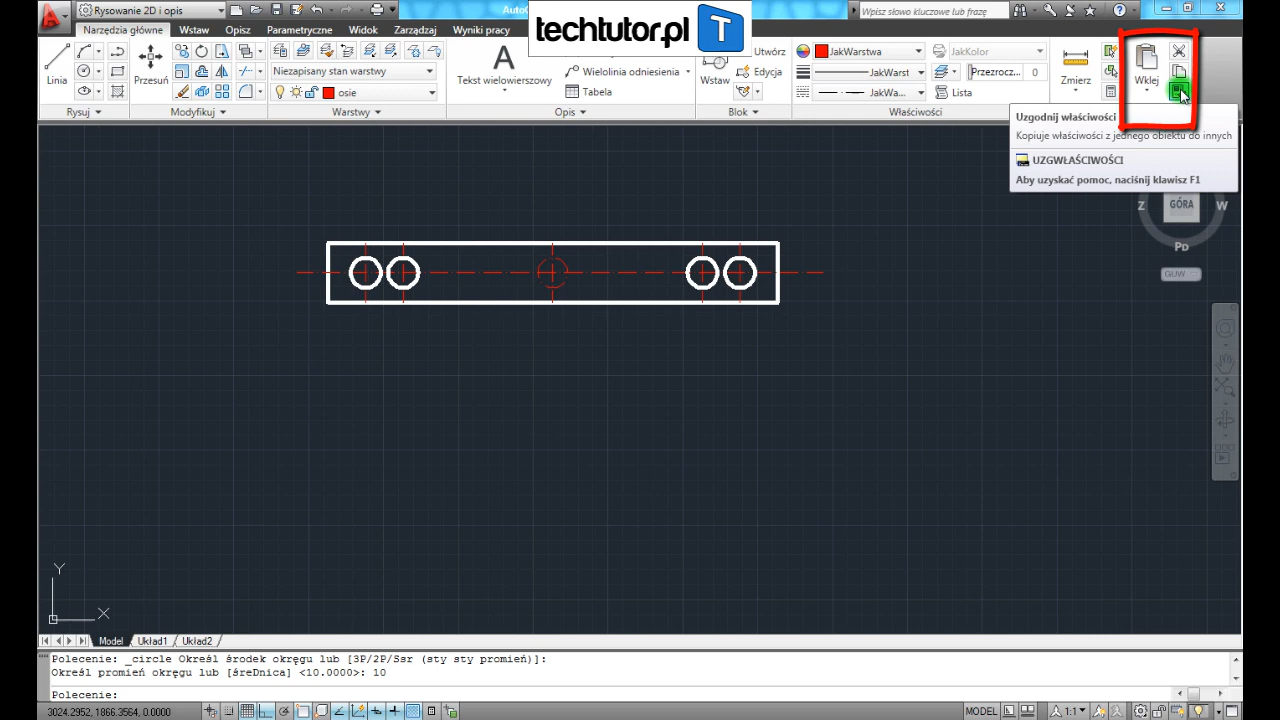 Rysowanie 2D i opis
AutoC
Wpisz słowo kluczowe lub frazę
techtutor.pl T
Narzędzia główne
Wstaw
Opis
Parametryczne
Widok
Zarządzaj
Wyniki pracy
Linia
Przesuń
Niezapisany stan warstwy
osie
A
Tekst wielowierszowy
Utwórz
Wielolinia odniesienia
Edycja
Tabela
Wstaw
JakWarstwa
JakWarst
JakWa...
JakKolor
Przezrocz...
0
Lista
Zmierz
Wklej
Rysuj
Modyfikuj
Warstwy
Opis
Blok
Właściwości
Uzgodnij właściwości
Kopiuje właściwości z jednego obiektu do innych
UZGWŁAŚCIWOŚCI
Aby uzyskać pomoc, naciśnij klawisz F1
Z
GÓRA
W
Pd
GUW
Y
X
Model
Układ1
Układ2
Polecenie: _circle Określ środek okręgu lub [3P/2P/Ssr (sty sty promień)]:
Określ promień okręgu lub [śreDnica] <10.0000>: 10
Polecenie:
3024.2952, 1866.3564, 0.0000
MODEL
1:1